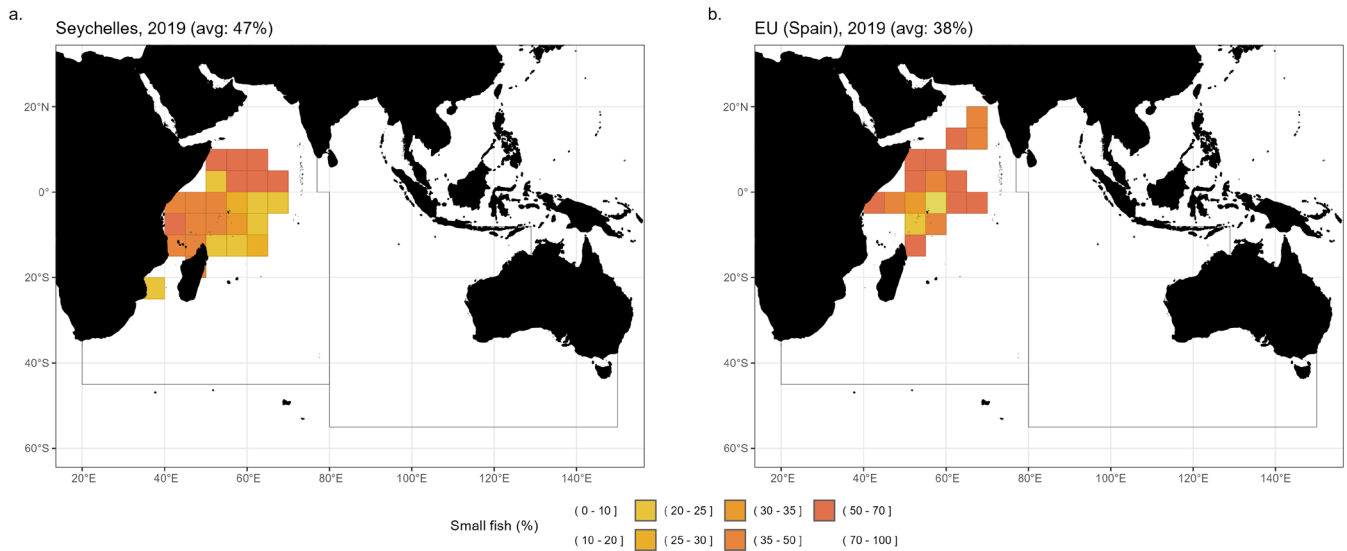 a.
Seychelles, 2019 (avg: 47%)
20°N
0°
20°S
40°S
60°S
20°E
40°E
60°E
80°E
100°E
120°E
140°E
b.
EU (Spain), 2019 (avg: 38%)
20°N
0°
20°S
40°S
60°S
20°E
40°E
60°E
80°E
100°E
120°E
140°E
Small fish (%)
( 0 - 10 ]
( 20 - 25 ]
( 30 - 35 ]
( 50 - 70 ]
( 10 - 20 ]
( 25 - 30 ]
( 35 - 50 ]
( 70 - 100 ]